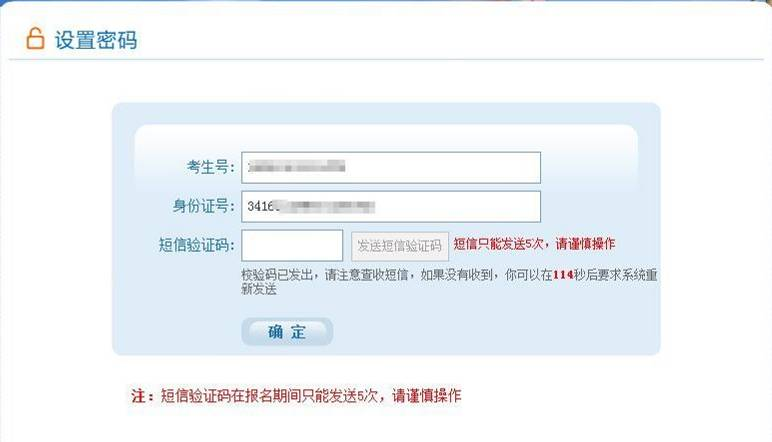 设置密码
考生号:
身份证号: 3416
短信验证码: 发送短信验证码 短信只能发送5次，请谨慎操作
校验码已发出，请注意查收短信，如果没有收到，你可以在114秒后要求系统重
新发送
确 定
注：短信验证码在报名期间只能发送5次，请谨慎操作